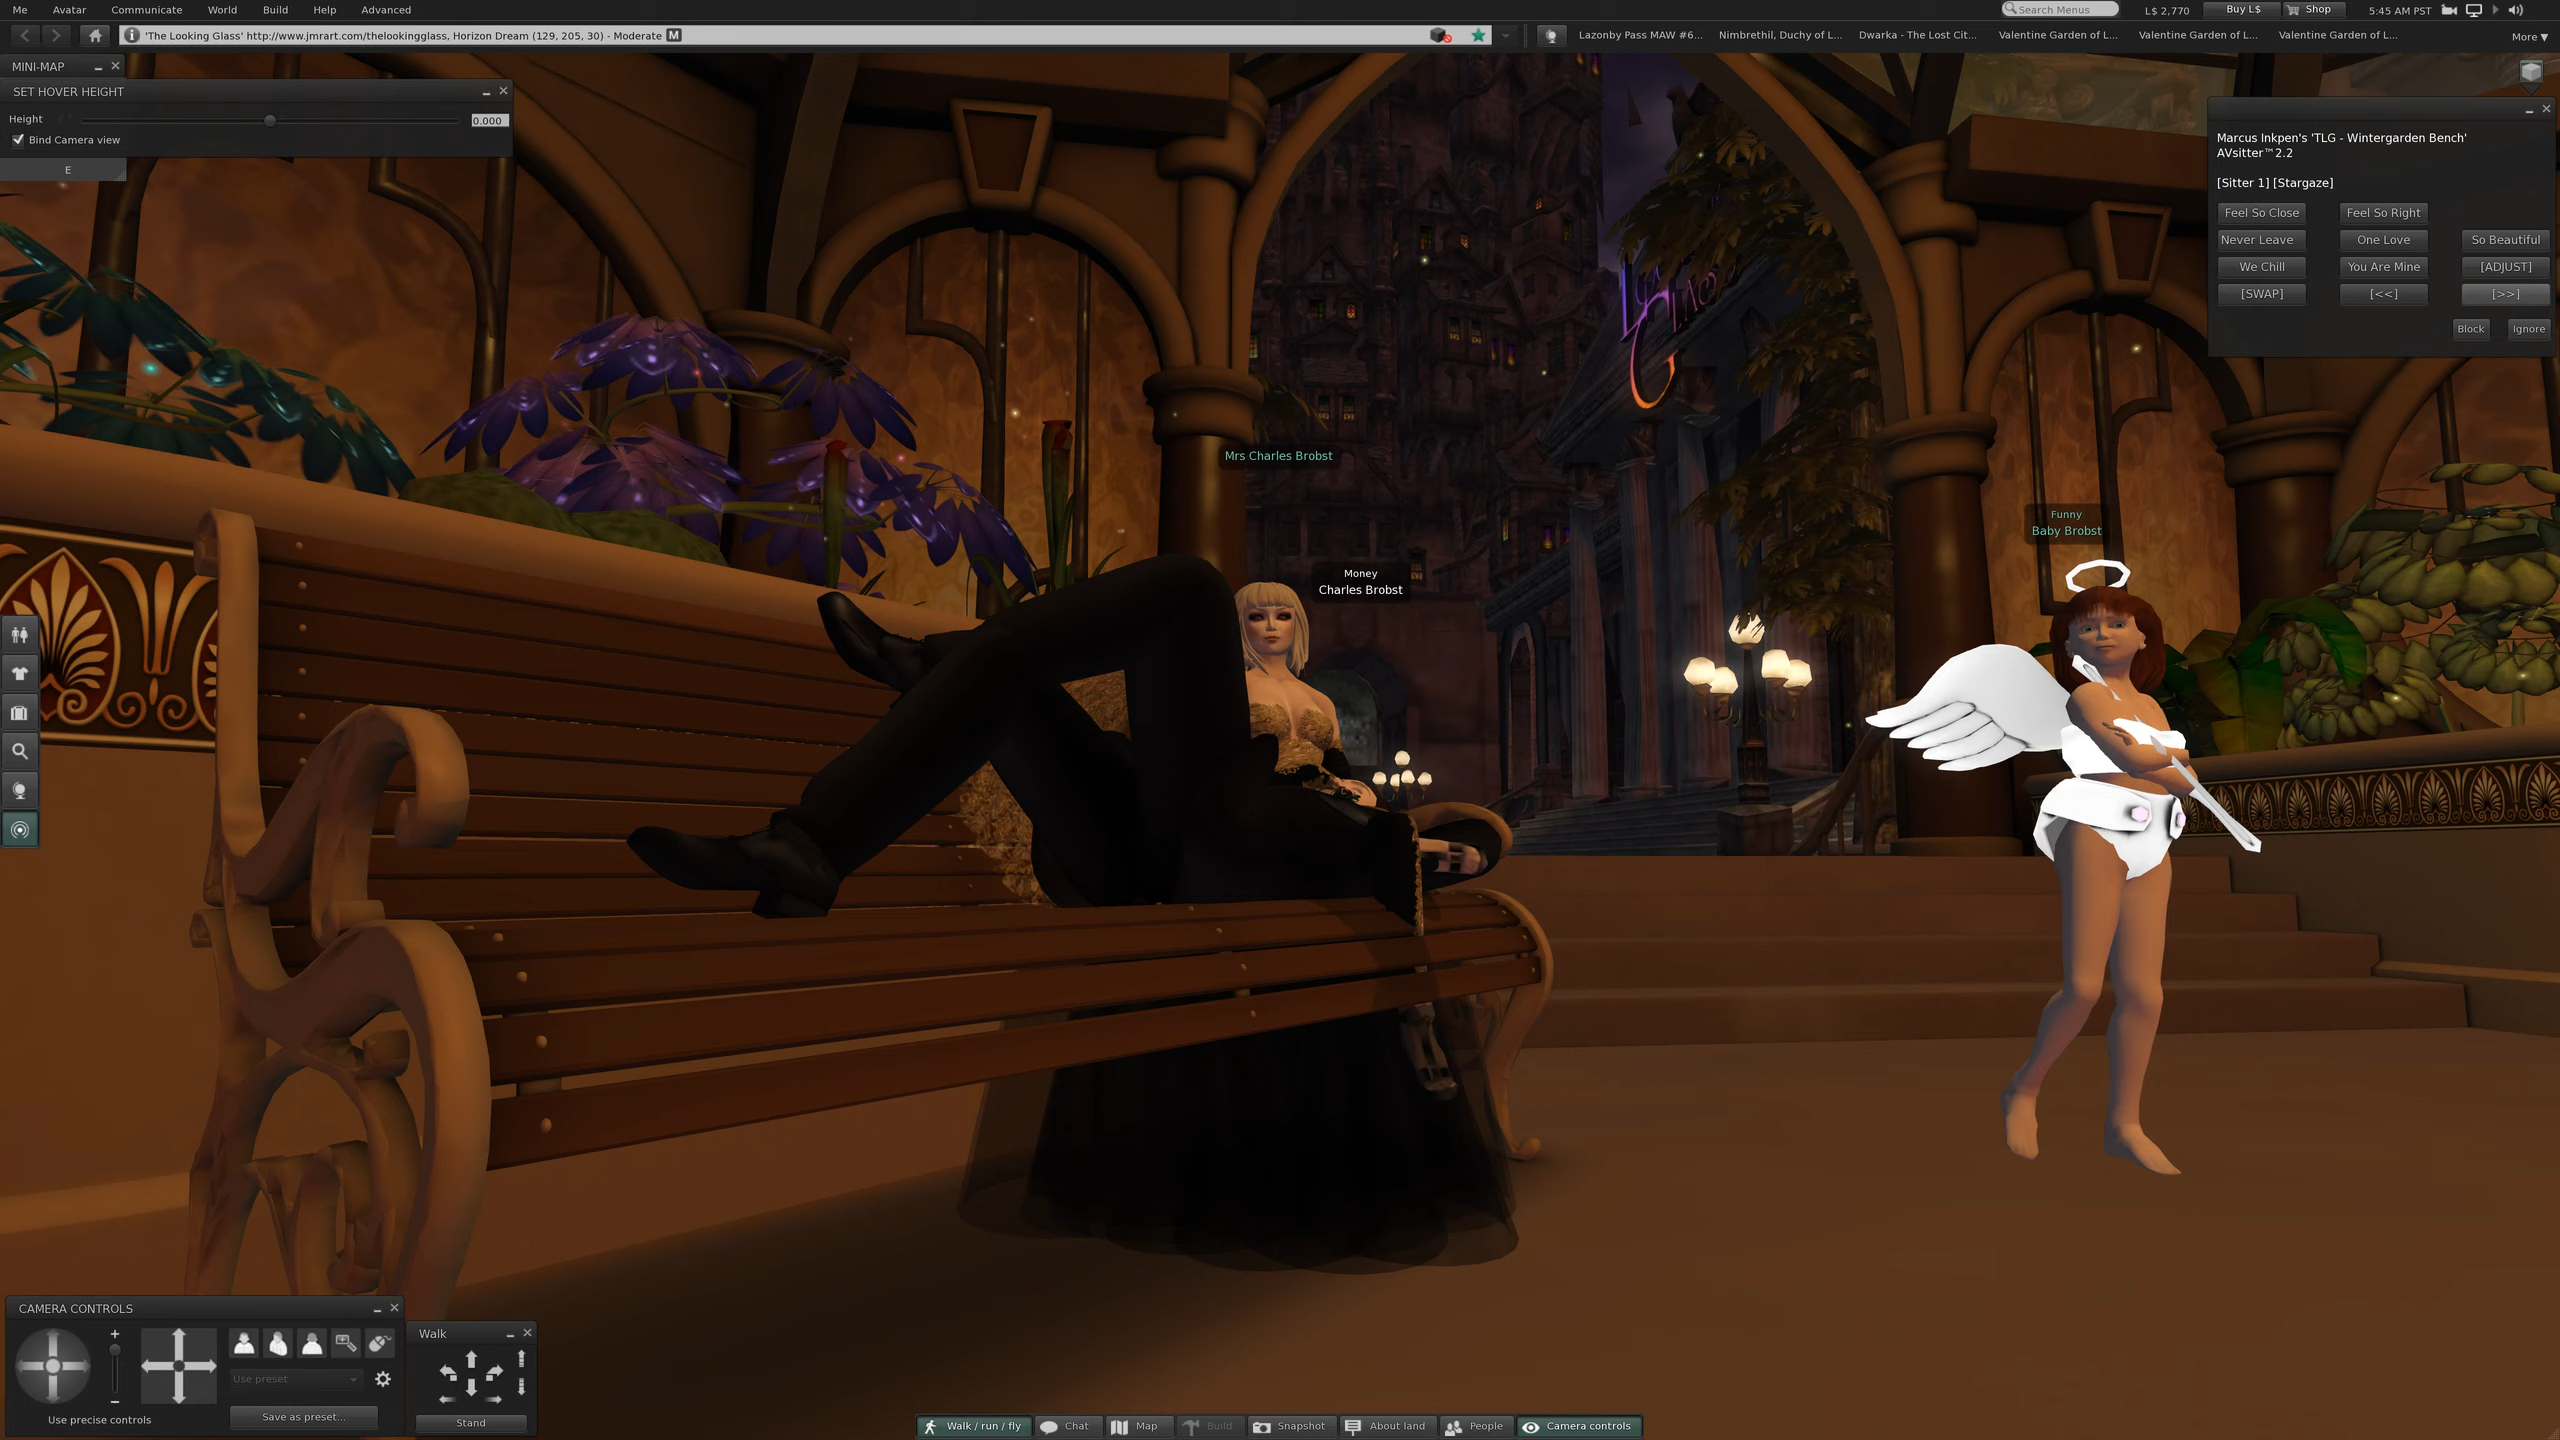 Me Avatar Communicate World Build Help Advanced
Search Menus
L$ 2,770
Buy L$
Shop
5:45 AM PST
'The Looking Glass' http://www.jmrart.com/thelookingglass, Horizon Dream (129, 205, 30) - Moderate M
Lazonby Pass MAW #6...
Nimbrethil, Duchy of L...
Dwarka - The Lost Cit...
Valentine Garden of L...
Valentine Garden of L...
Valentine Garden of L...
More ▼
MINI-MAP
SET HOVER HEIGHT
Height
0.000
Bind Camera view
E
Marcus Inkpen's 'TLG - Wintergarden Bench'
AVsitter™2.2
[Sitter 1] [Stargaze]
Feel So Close
Feel So Right
Never Leave
One Love
So Beautiful
We Chill
You Are Mine
[ADJUST]
[SWAP]
[<<]
[>>]
Block
Ignore
Mrs Charles Brobst
Money
Charles Brobst
Funny
Baby Brobst
CAMERA CONTROLS
Use preset
Use precise controls
Save as preset...
Walk
Stand
Walk / run / fly
Chat
Map
Build
Snapshot
About land
People
Camera controls